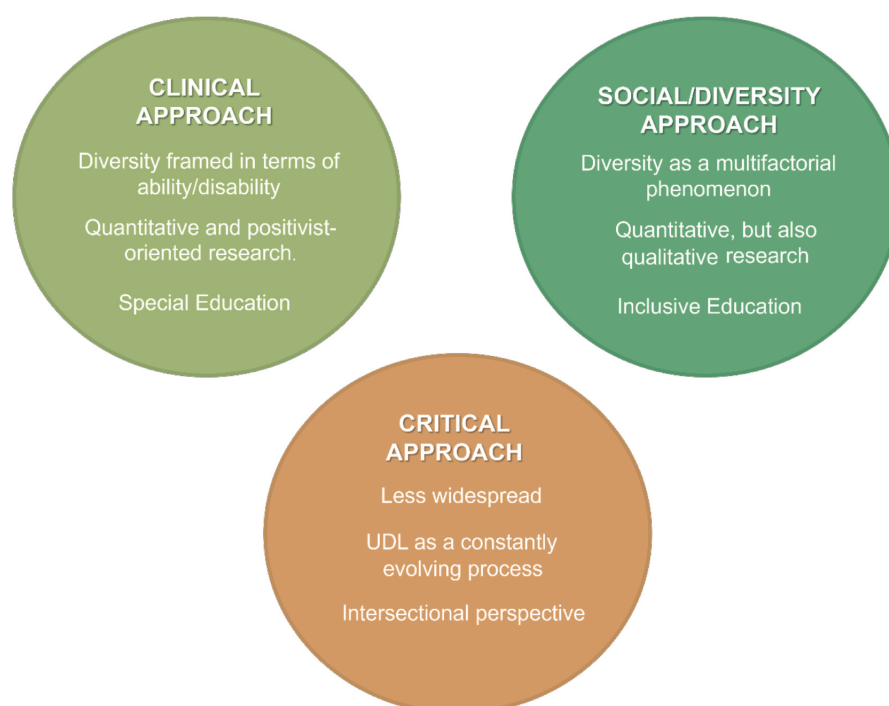 CLINICAL
APPROACH
Diversity framed in terms of
ability/disability
Quantitative and positivist-
oriented research.
Special Education
SOCIAL/DIVERSITY
APPROACH
Diversity as a multifactorial
phenomenon
Quantitative, but also
qualitative research
Inclusive Education
CRITICAL
APPROACH
Less widespread
UDL as a constantly
evolving process
Intersectional perspective